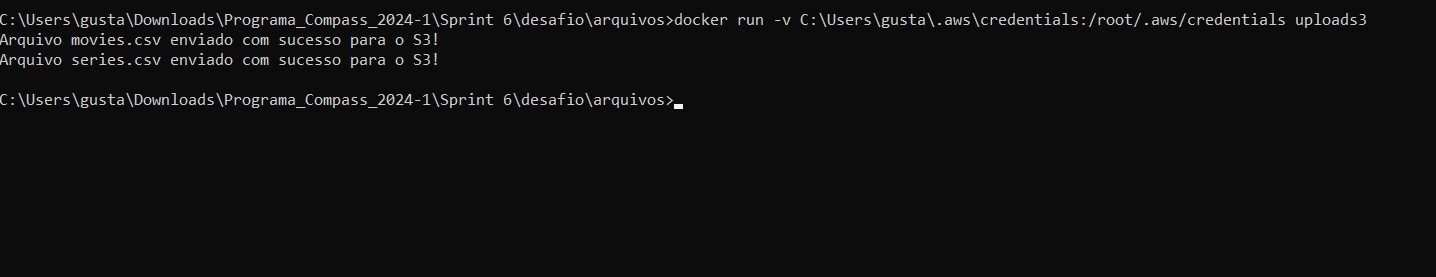 C:\Users\gusta\Downloads\Programa_Compass_2024-1\Sprint 6\desafio\arquivos>docker run -v C:\Users\gusta\.aws\credentials:/root/.aws/credentials uploads3
Arquivo movies.csv enviado com sucesso para o S3!
Arquivo series.csv enviado com sucesso para o S3!
C:\Users\gusta\Downloads\Programa_Compass_2024-1\Sprint 6\desafio\arquivos>